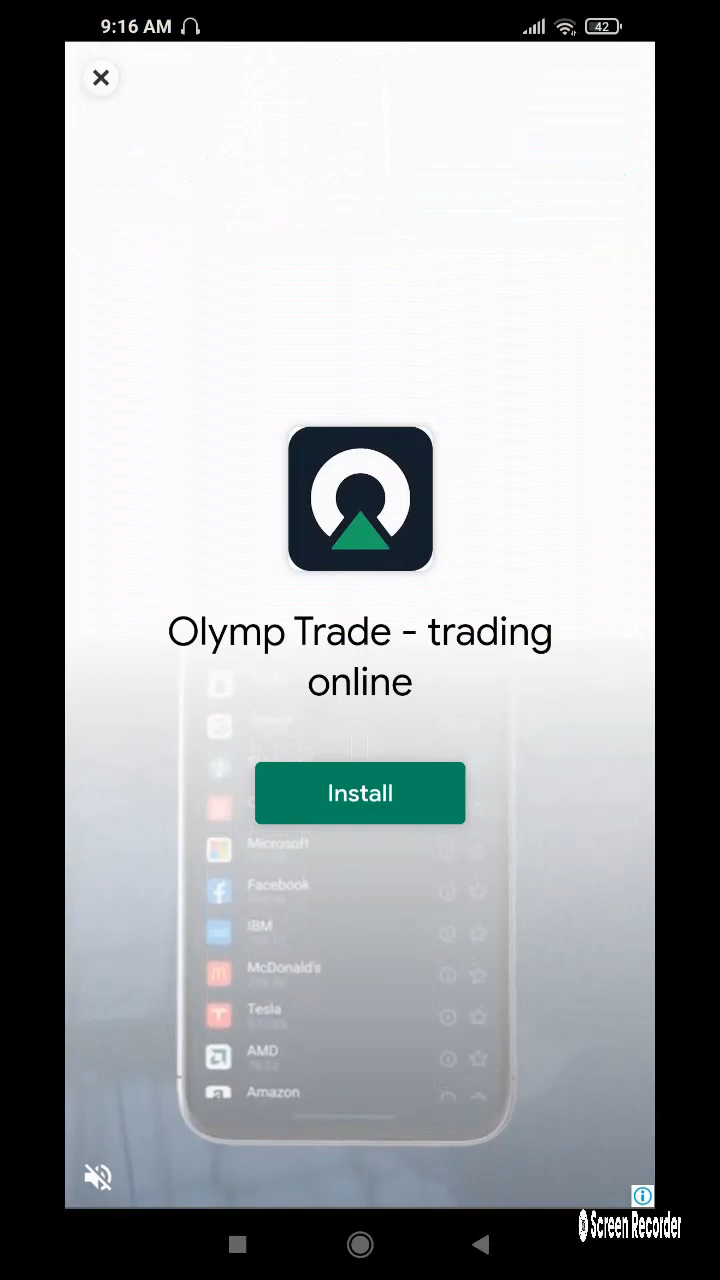 9:16 AM
42
Olymp Trade - trading
online
Install
Microsoft
Facebook
IBM
McDonald's
Tesla
AMD
Amazon
Screen Recorder